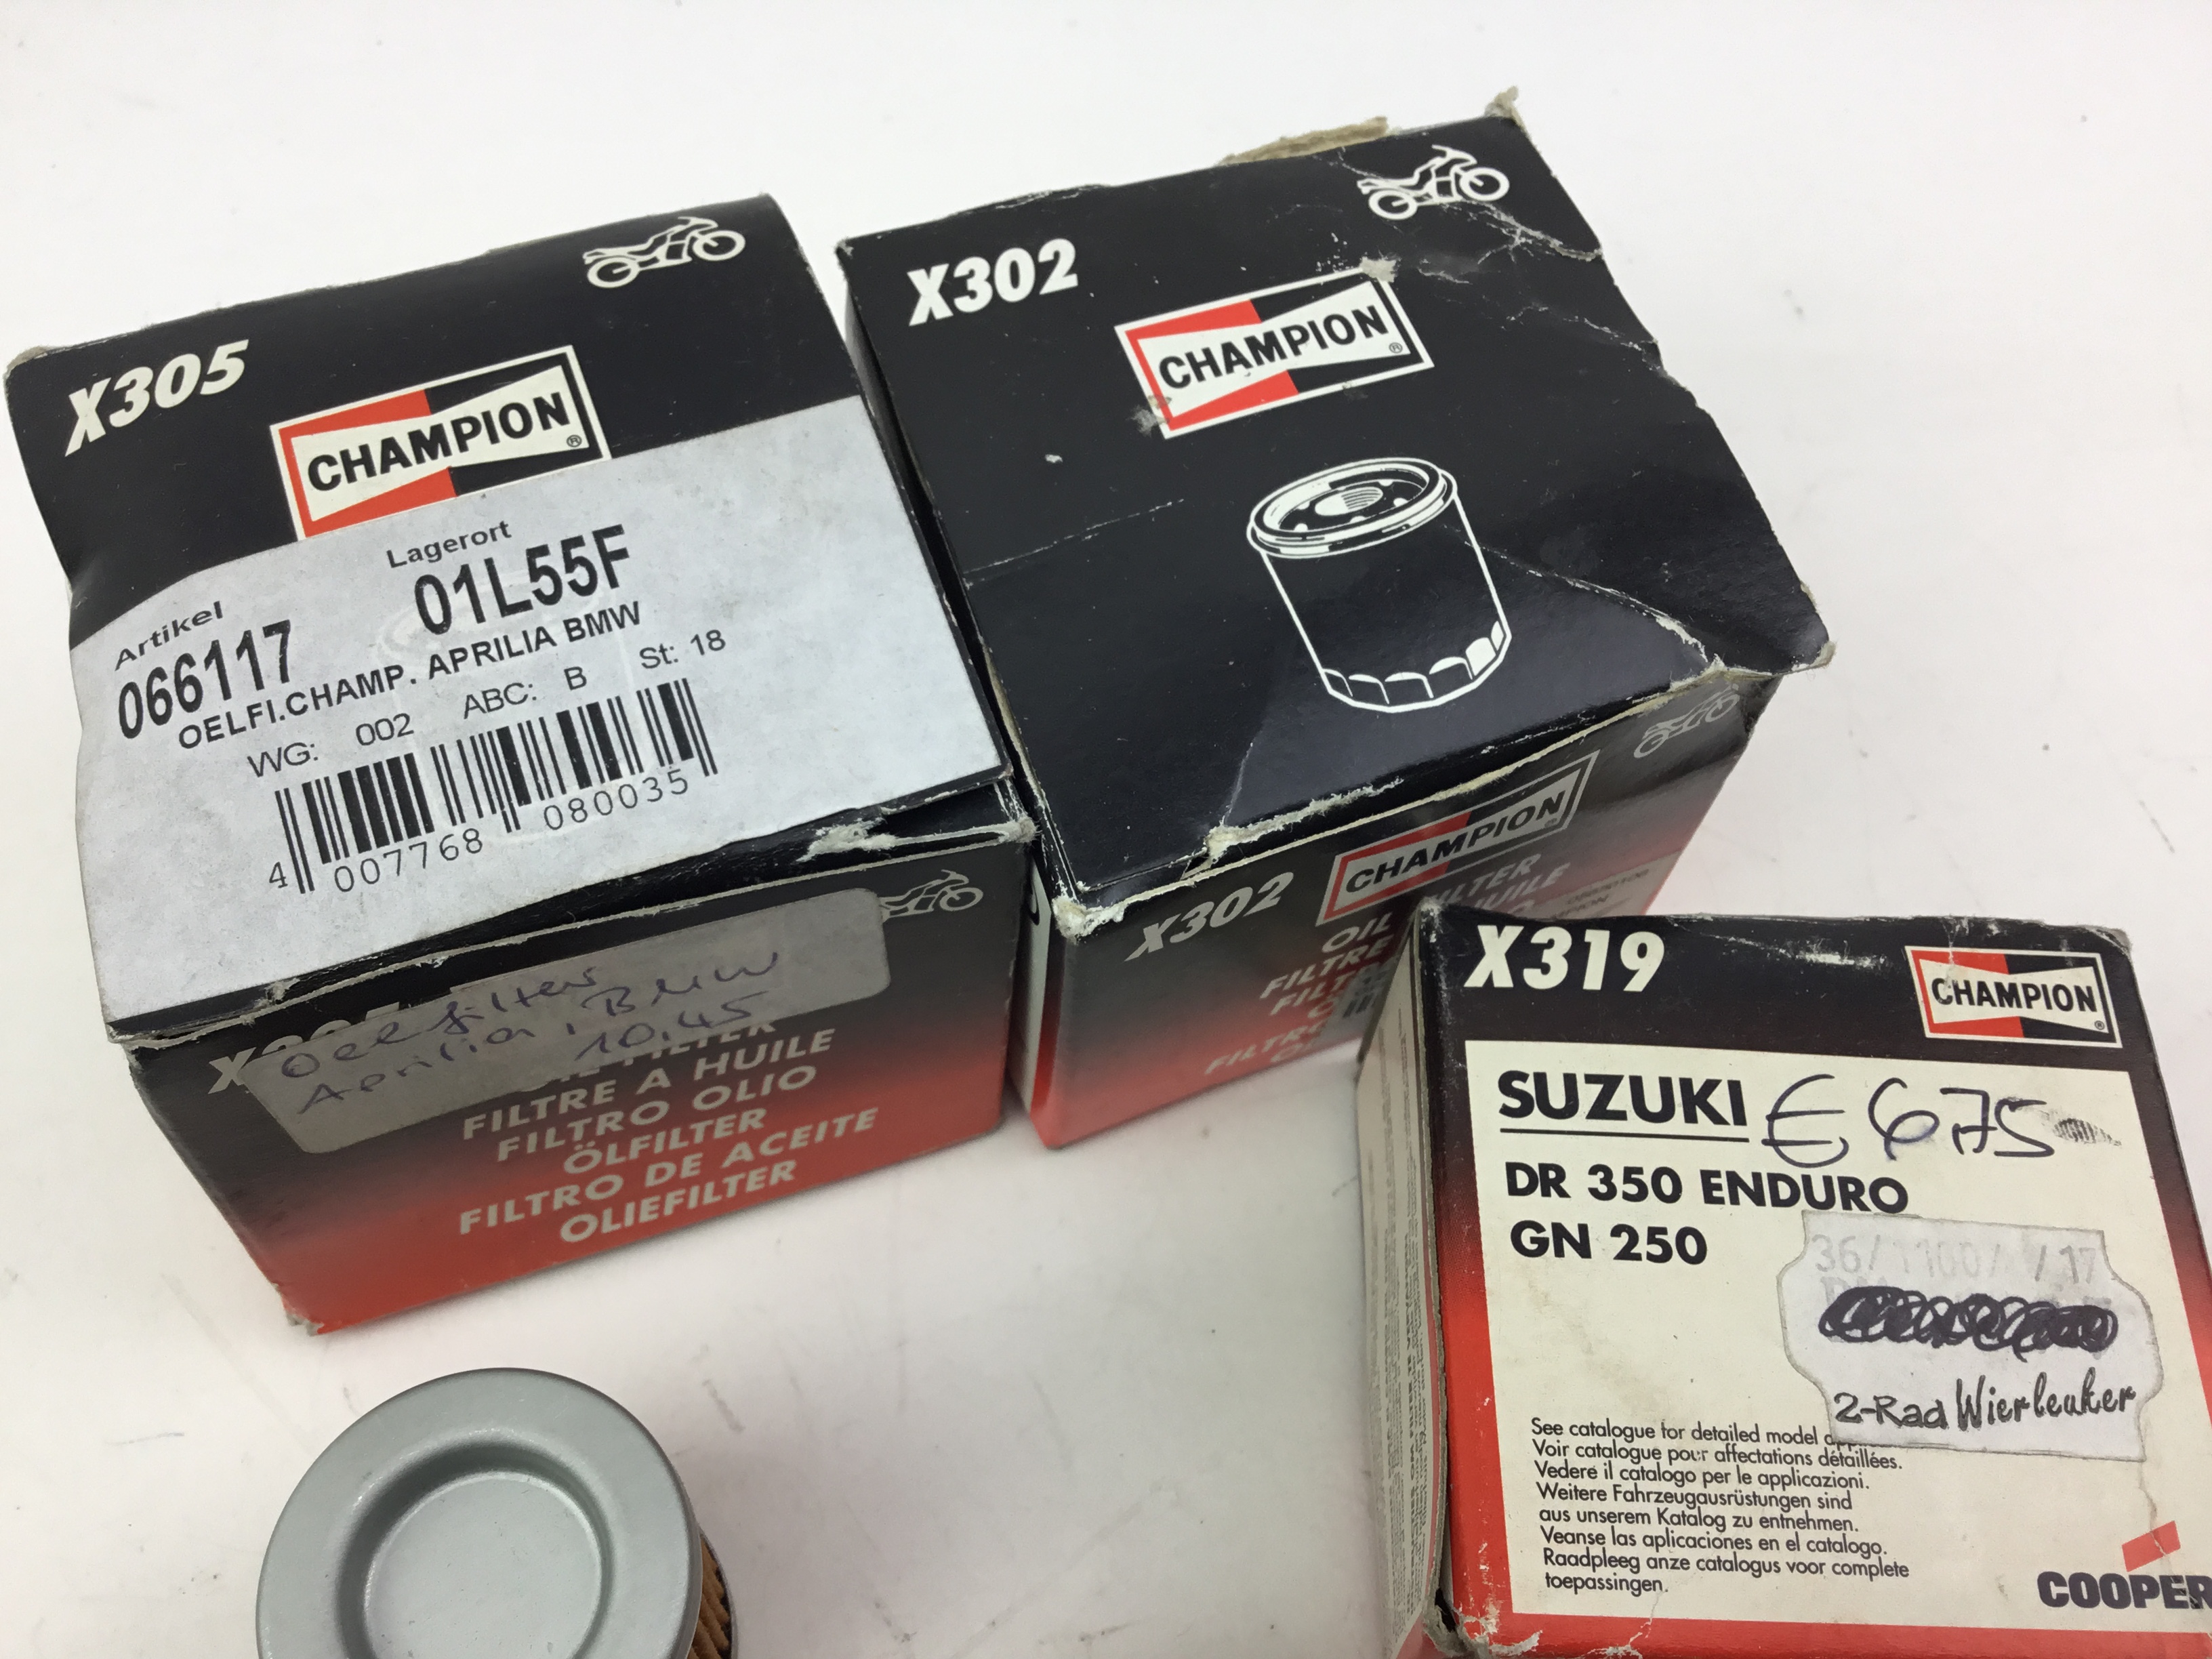 X305
CHAMPION
®
Lagerort
01L55F
Artikel
066117
OELFI.CHAMP. APRILIA BMW
WG: 002 ABC: B St: 18
4 007768 080035
Oelfilter
Aprilia, BMW
10.45
FILTRE A HUILE
FILTRO OLIO
ÖLFILTER
FILTRO DE ACEITE
OLIEFILTER
X302
CHAMPION
®
X302
CHAMPION
OIL FILTER
FILTRE HUILE
X319
CHAMPION
®
SUZUKI € 6.75
DR 350 ENDURO
GN 250
2-Rad Wierleuker
See catalogue for detailed model
Voir catalogue pour affectations détaillées.
Vedere il catalogo per le applicazioni.
Weitere Fahrzeugausrüstungen sind
aus unserem Katalog zu entnehmen.
Veanse las aplicaciones en el catalogo.
Raadpleeg anze catalogus voor complete
toepassingen.
COOPER